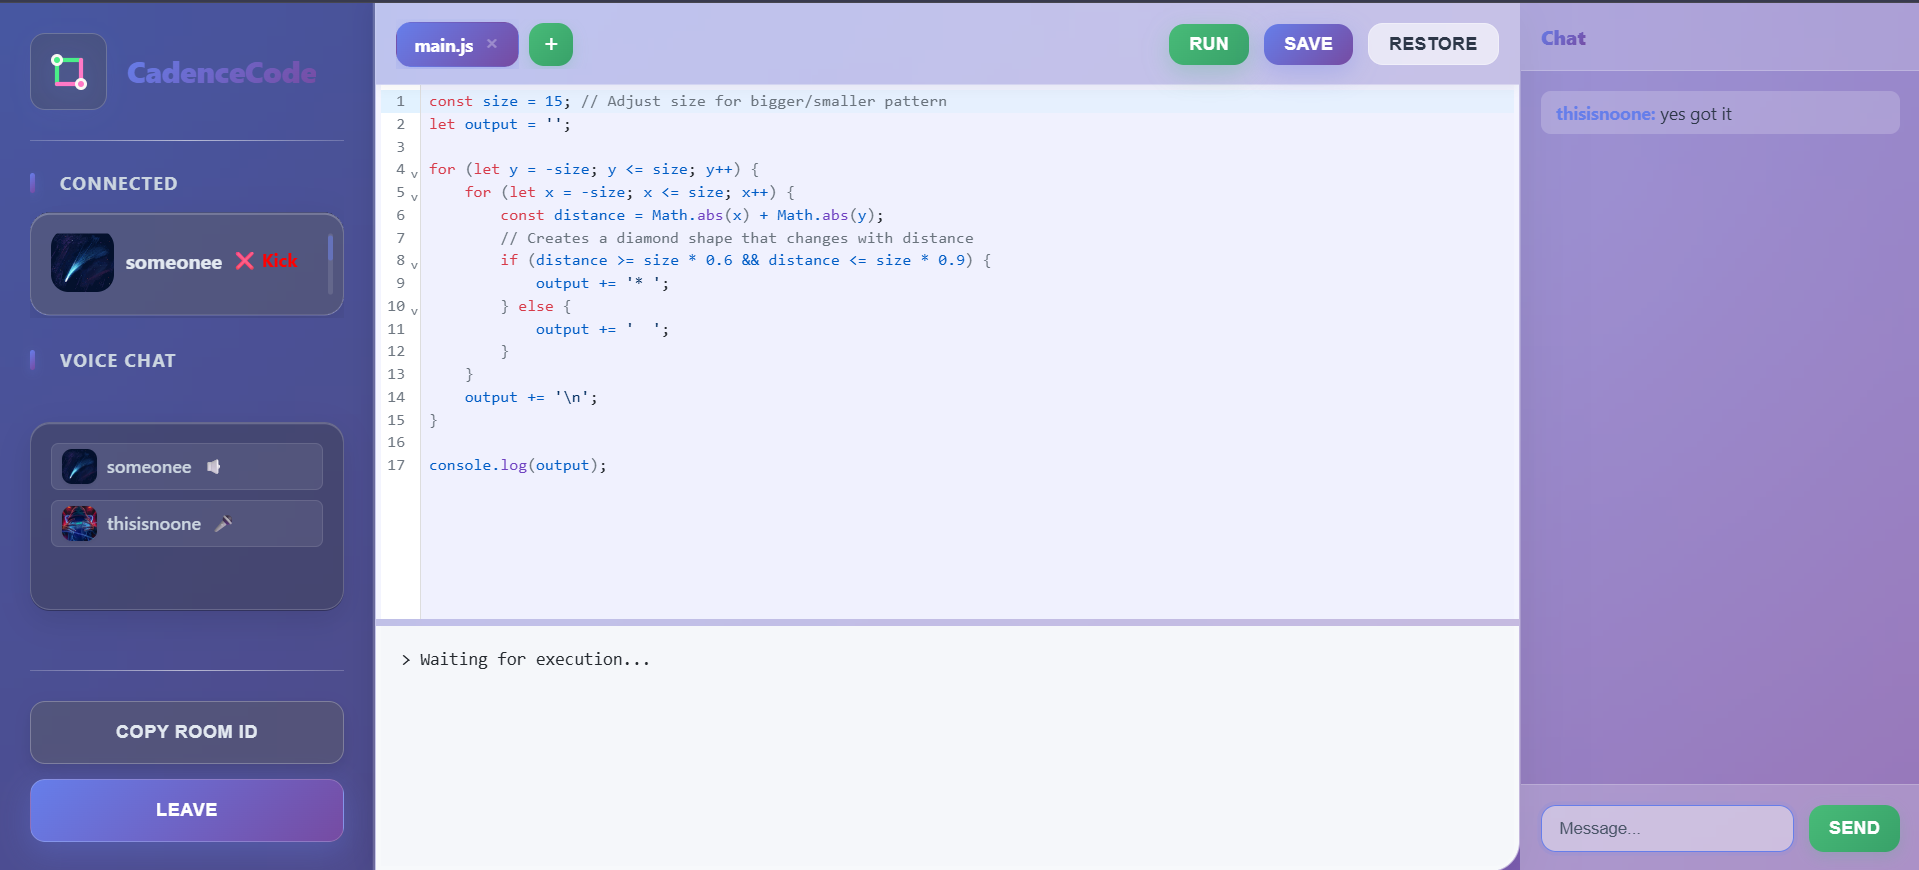 CadenceCode
CONNECTED
someonee ❌ Kick
VOICE CHAT
someonee
thisisnoone
COPY ROOM ID
LEAVE
main.js ×
+
RUN
SAVE
RESTORE
1 const size = 15; // Adjust size for bigger/smaller pattern
2 let output = '';
3
4 for (let y = -size; y <= size; y++) {
5     for (let x = -size; x <= size; x++) {
6         const distance = Math.abs(x) + Math.abs(y);
7         // Creates a diamond shape that changes with distance
8         if (distance >= size * 0.6 && distance <= size * 0.9) {
9             output += '* ';
10         } else {
11             output += '  ';
12         }
13     }
14     output += '\n';
15 }
16
17 console.log(output);
> Waiting for execution...
Chat
thisisnoone: yes got it
Message...
SEND